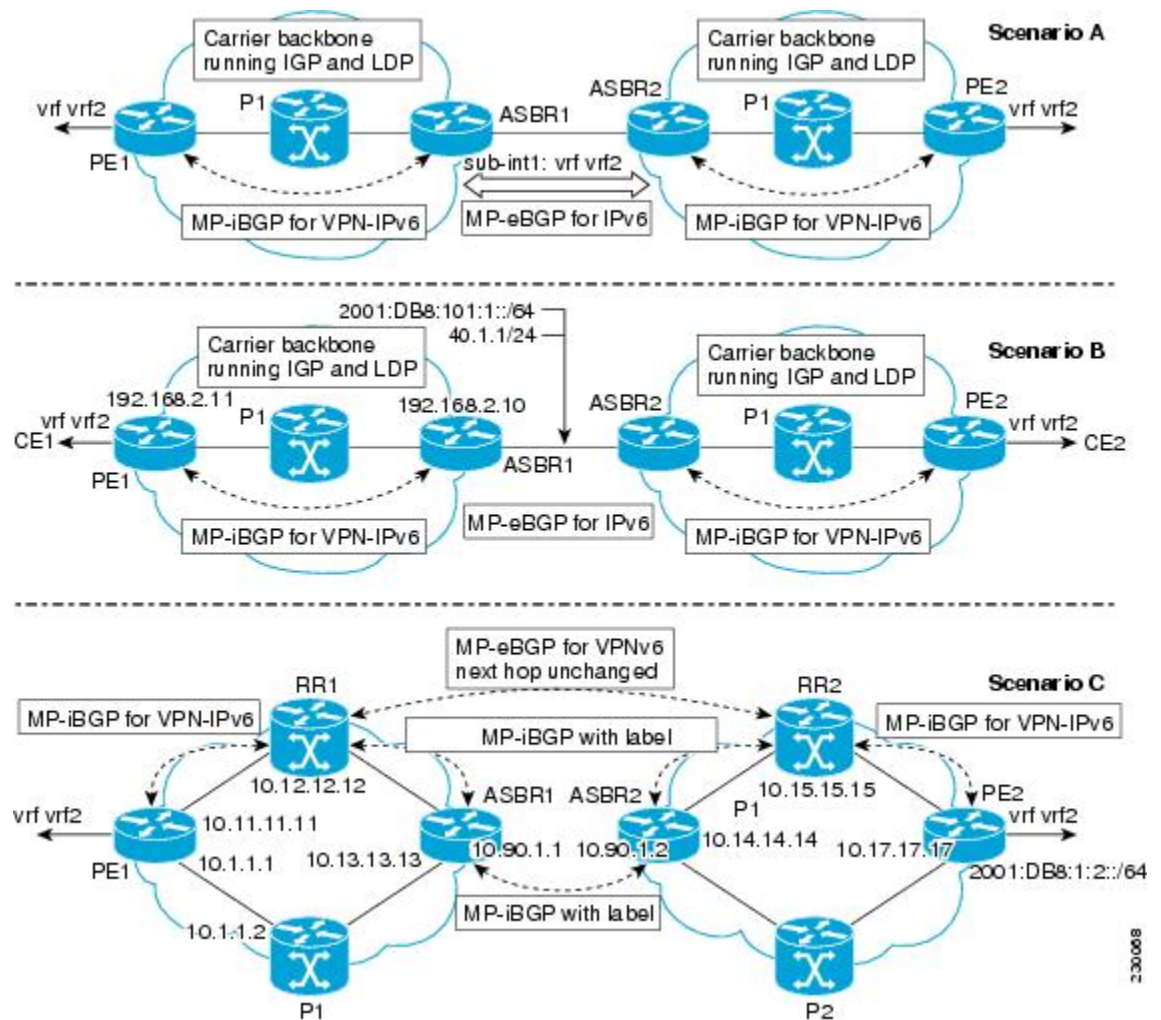 Scenario A
Carrier backbone
running IGP and LDP
Carrier backbone
running IGP and LDP
P1
ASBR2
P1
PE2
vrf vrf2
ASBR1
vrf vrf2
PE1
sub-int1: vrf vrf2
MP-iBGP for VPN-IPv6
MP-eBGP for IPv6
MP-iBGP for VPN-IPv6
2001:DB8:101:1::/64
40.1.1/24
Scenario B
Carrier backbone
running IGP and LDP
Carrier backbone
running IGP and LDP
192.168.2.11
P1
192.168.2.10
ASBR2
P1
PE2
vrf vrf2
CE1
vrf vrf2
CE2
PE1
ASBR1
MP-iBGP for VPN-IPv6
MP-eBGP for IPv6
MP-iBGP for VPN-IPv6
MP-eBGP for VPNv6
next hop unchanged
Scenario C
RR1
RR2
MP-iBGP for VPN-IPv6
MP-iBGP for VPN-IPv6
MP-iBGP with label
10.12.12.12
10.15.15.15
ASBR1
ASBR2
P1
PE2
vrf vrf2
vrf vrf2
10.11.11.11
10.14.14.14
PE1
10.1.1.1
10.13.13.13
10.90.1.1
10.90.1.2
10.17.17.17
2001:DB8:1:2::/64
MP-iBGP with label
10.1.1.2
P1
P2
230068